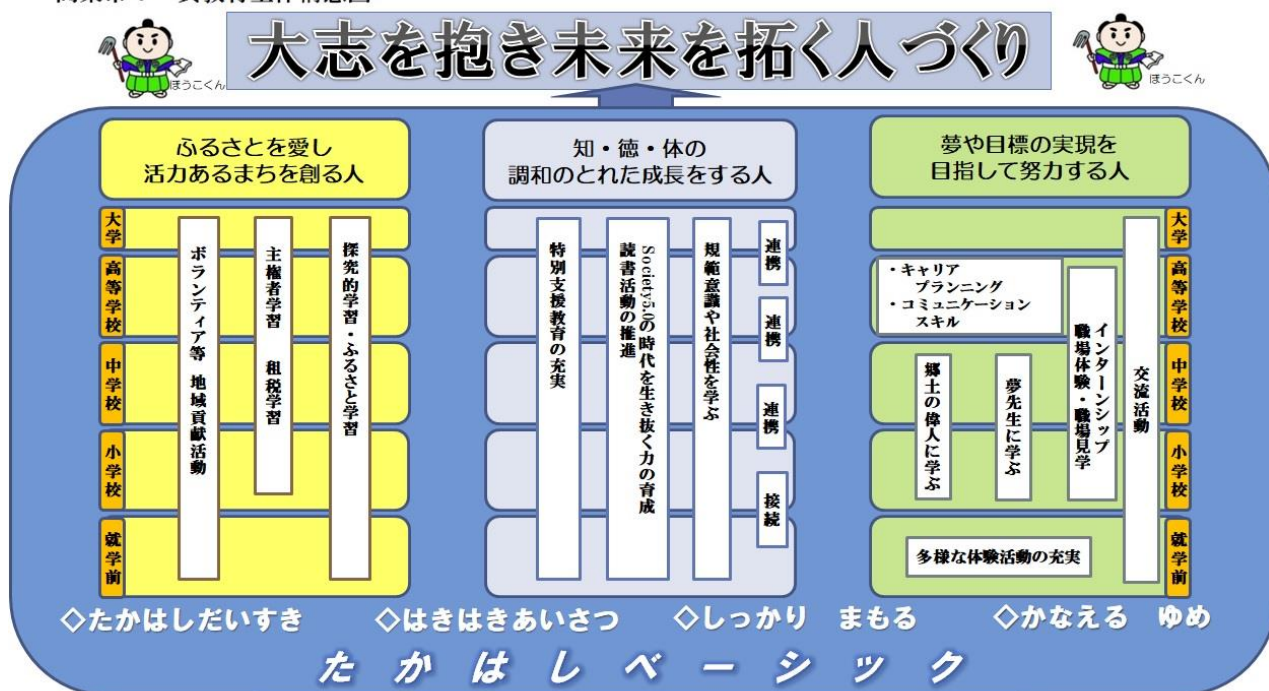 大志を抱き未来を拓く人づくり
ほうこくん
ほうこくん
ふるさとを愛し
活力あるまちを創る人
大学
高等学校
中学校
小学校
就学前
ボランティア等 地域貢献活動
主権者学習 租税学習
探究的学習・ふるさと学習
知・徳・体の
調和のとれた成長をする人
特別支援教育の充実
Society5.0の時代を生き抜く力の育成
読書活動の推進
規範意識や社会性を学ぶ
連携
連携
連携
接続
夢や目標の実現を
目指して努力する人
・キャリア
プランニング
・コミュニケーション
スキル
郷土の偉人に学ぶ
夢先生に学ぶ
インターンシップ
職場体験・職場見学
交流活動
多様な体験活動の充実
大学
高等学校
中学校
小学校
就学前
◇たかはしだいすき ◇はきはきあいさつ ◇しっかり まもる ◇かなえる ゆめ
たかはしベーシック